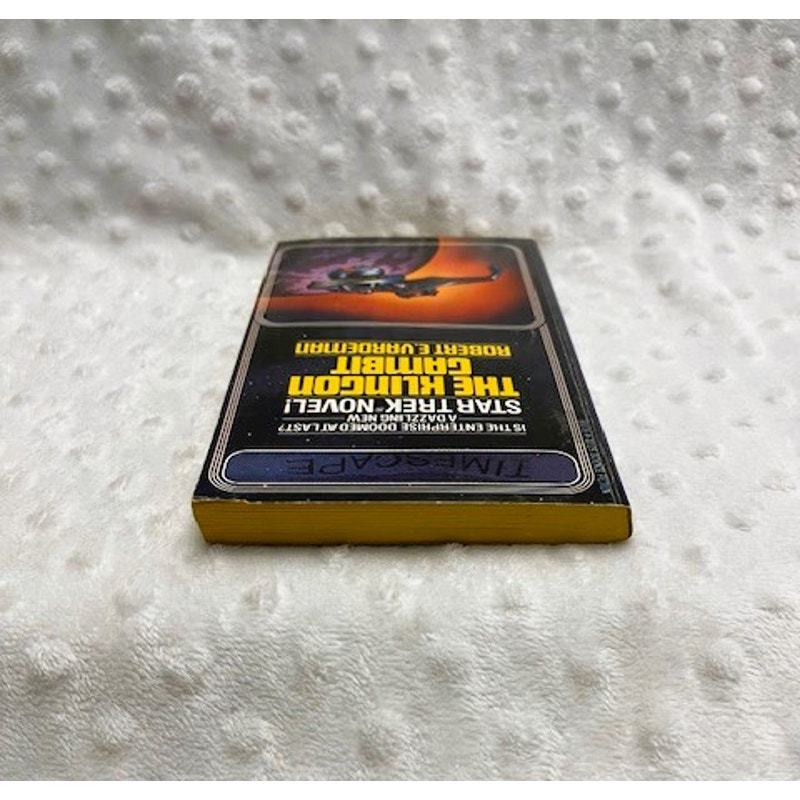 TIMESCAPE
IS THE ENTERPRISE DOOMED AT LAST?
A DAZZLING NEW
STAR TREK® NOVEL!
THE KLINGON
GAMBIT
ROBERT E. VARDEMAN